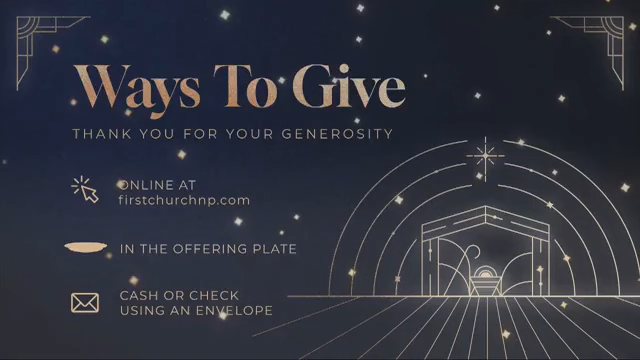 Ways To Give
THANK YOU FOR YOUR GENEROSITY
ONLINE AT
firstchurchnp.com
IN THE OFFERING PLATE
CASH OR CHECK
USING AN ENVELOPE